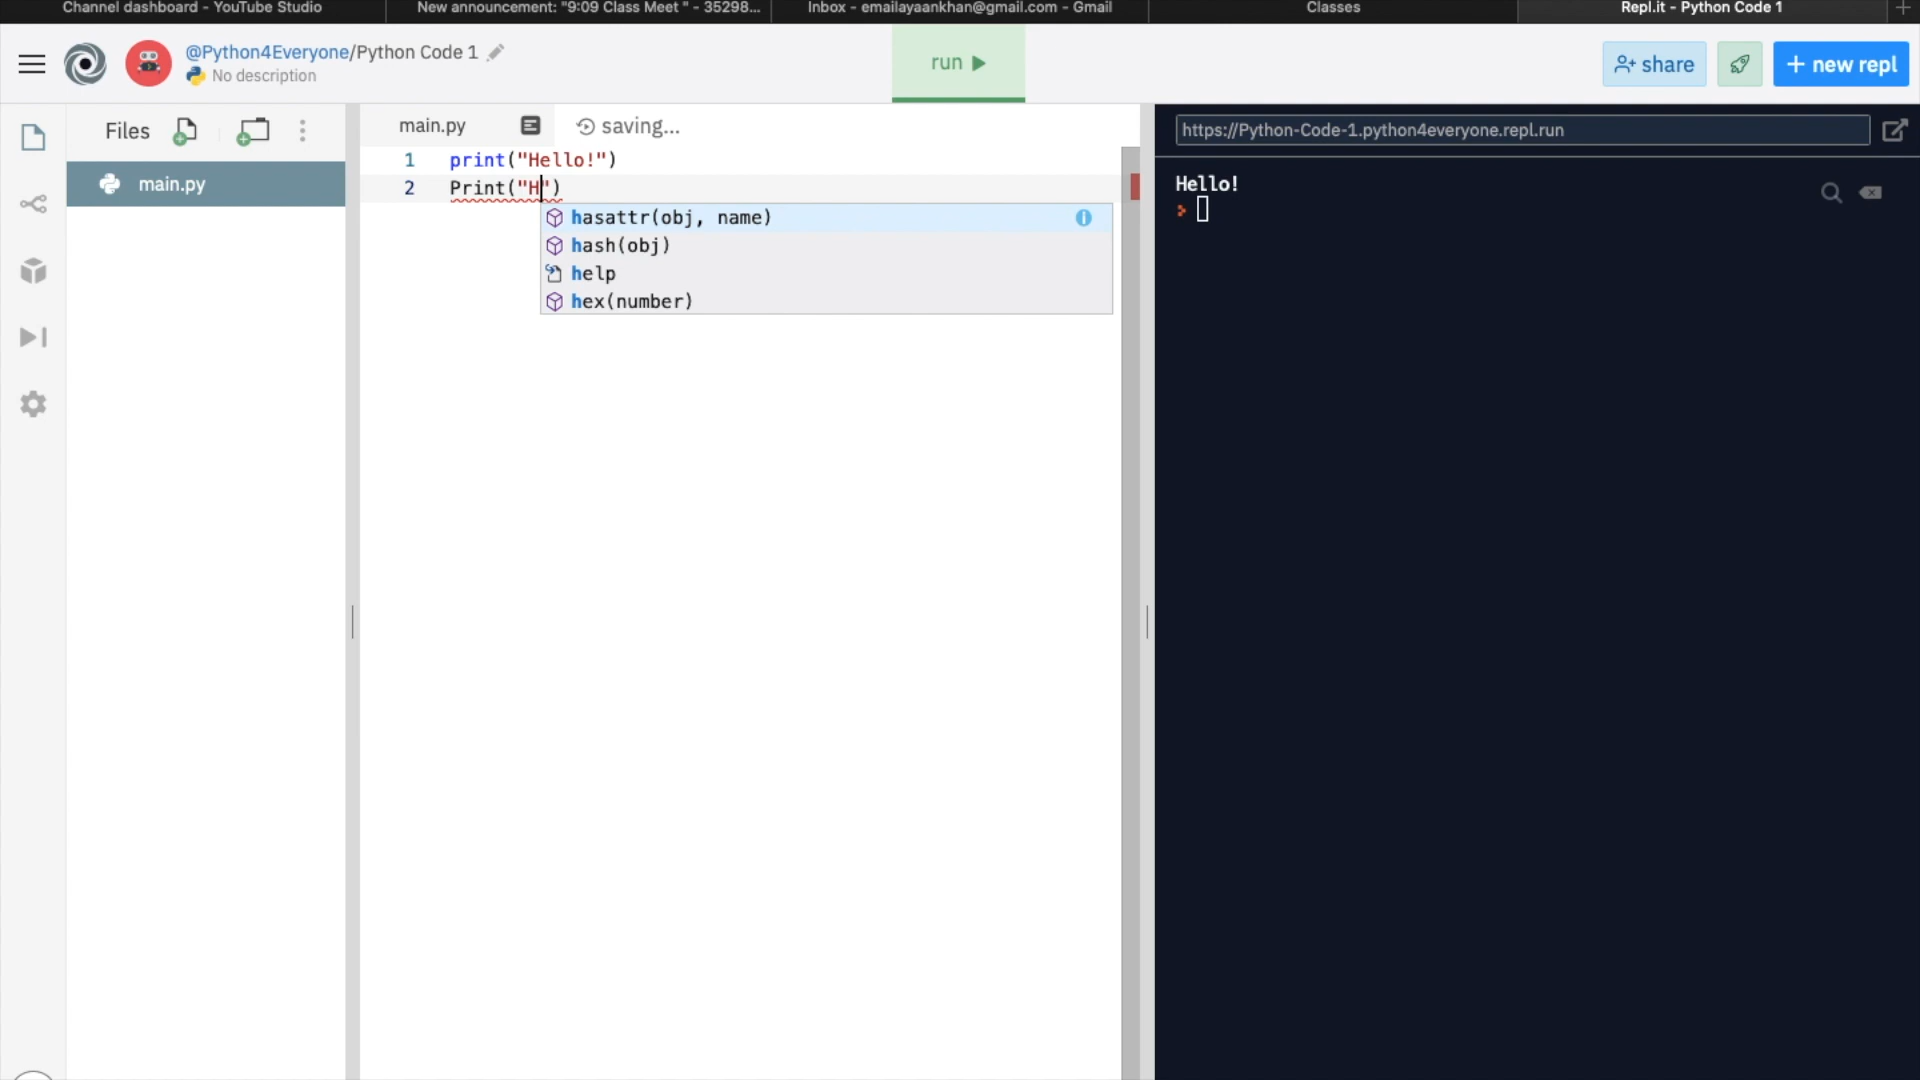 Channel dashboard - YouTube Studio
New announcement: "9:09 Class Meet " - 35298...
Inbox - emailayaankhan@gmail.com - Gmail
Classes
Repl.it - Python Code 1
@Python4Everyone/Python Code 1
No description
run
share
+ new repl
Files
main.py
main.py
saving...
1 print("Hello!")
2 Print("H")
hasattr(obj, name)
hash(obj)
help
hex(number)
https://Python-Code-1.python4everyone.repl.run
Hello!